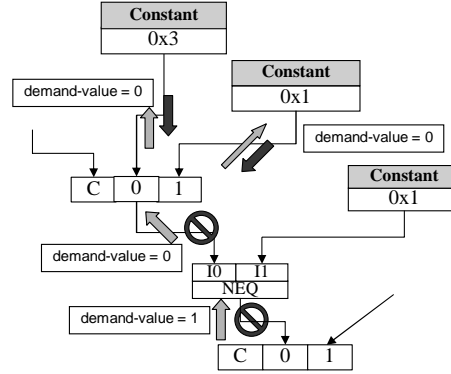 Constant
0x3
Constant
0x1
demand-value = 0
demand-value = 0
C 0 1
Constant
0x1
demand-value = 0
I0 I1
NEQ
demand-value = 1
C 0 1